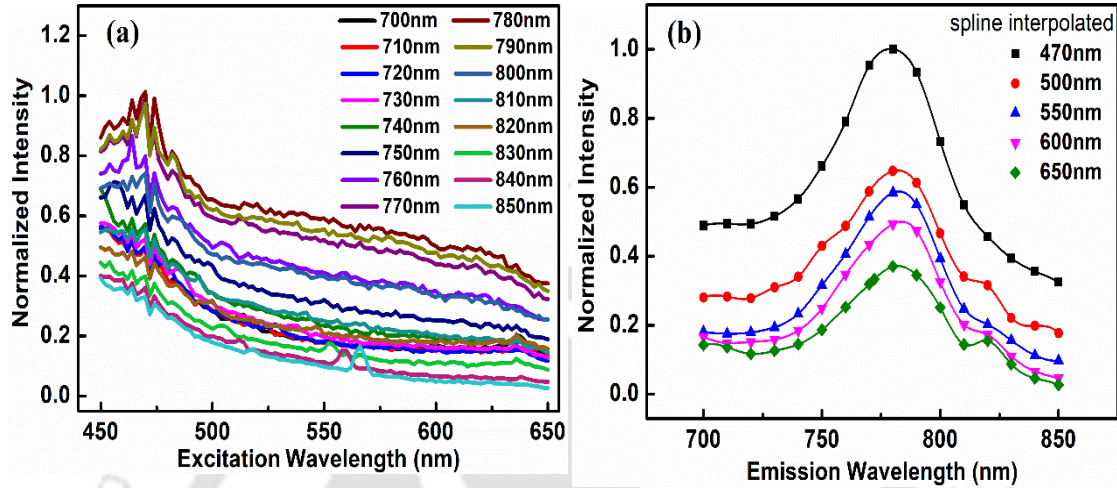 (a)
700nm 780nm
710nm 790nm
720nm 800nm
730nm 810nm
740nm 820nm
750nm 830nm
760nm 840nm
770nm 850nm
Normalized Intensity
1.2
1.0
0.8
0.6
0.4
0.2
0.0
450 500 550 600 650
Excitation Wavelength (nm)
(b)
spline interpolated
470nm
500nm
550nm
600nm
650nm
Normalized Intensity
1.0
0.8
0.6
0.4
0.2
0.0
700 750 800 850
Emission Wavelength (nm)